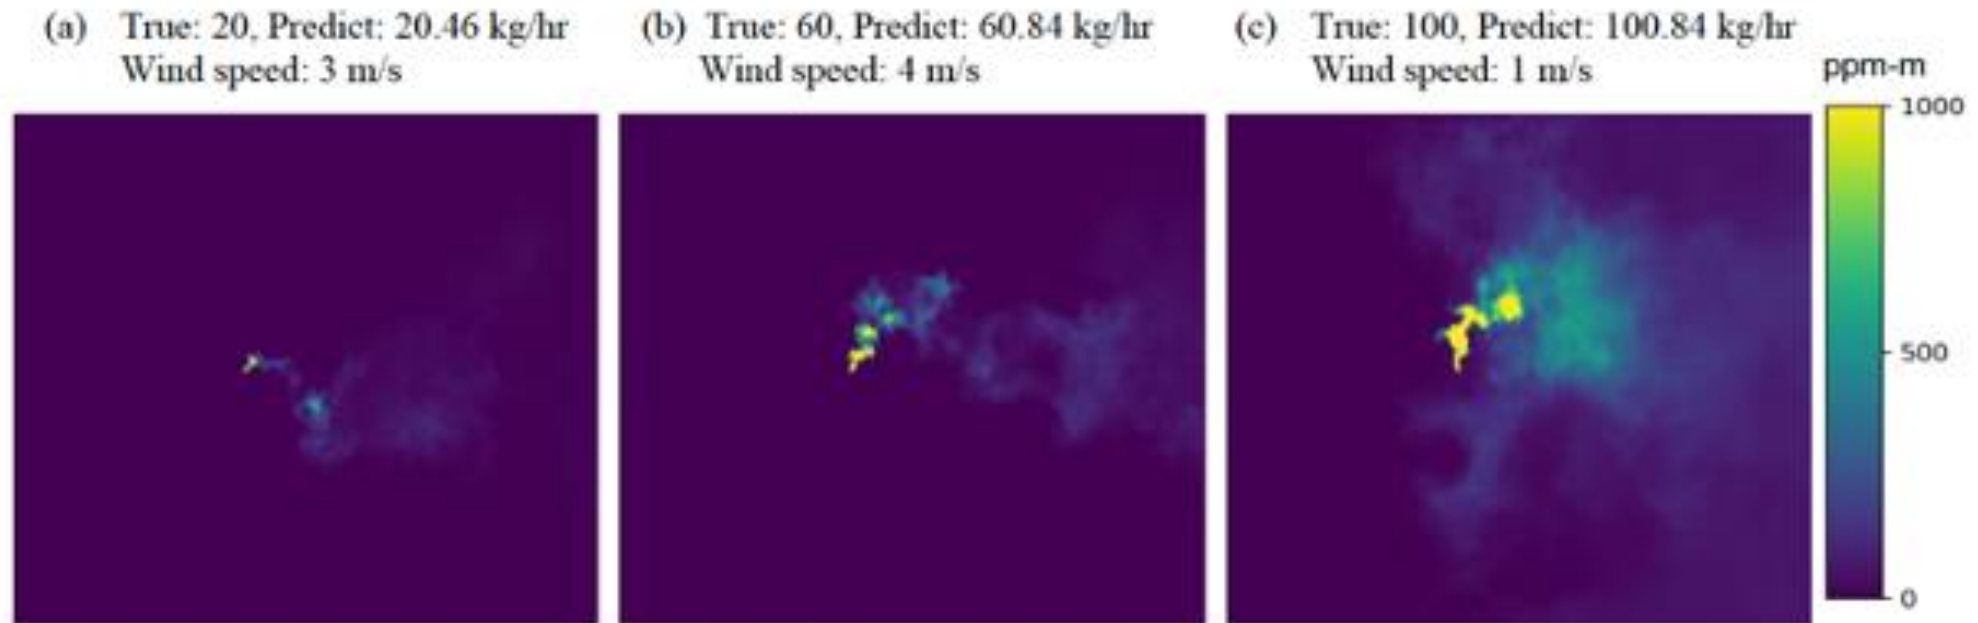 (a) True: 20, Predict: 20.46 kg/hr
Wind speed: 3 m/s
(b) True: 60, Predict: 60.84 kg/hr
Wind speed: 4 m/s
(c) True: 100, Predict: 100.84 kg/hr
Wind speed: 1 m/s
ppm-m
1000
500
0